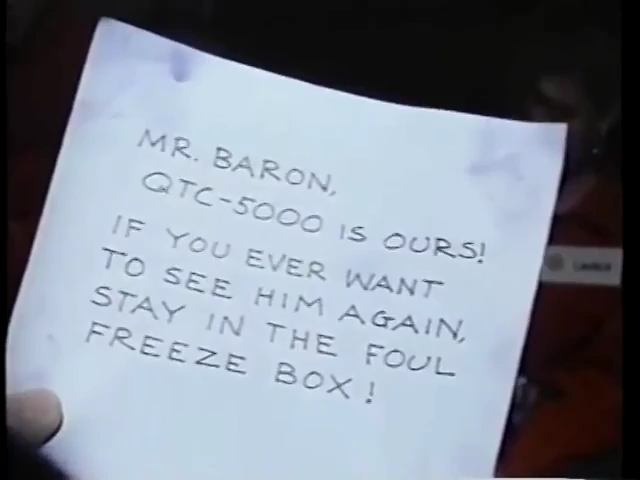 MR. BARON,
QTC-5000 IS OURS!
IF YOU EVER WANT
TO SEE HIM AGAIN,
STAY IN THE FOUL
FREEZE BOX!